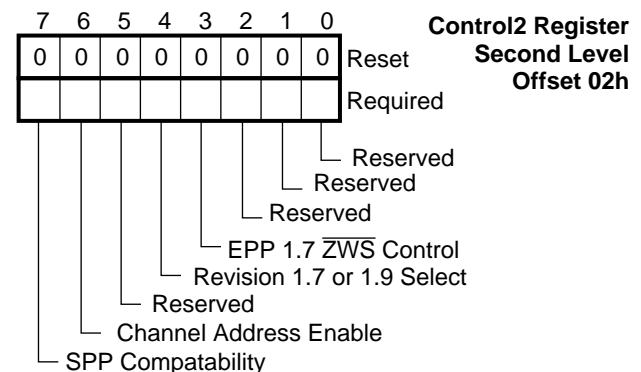 7 6 5 4 3 2 1 0
Control2 Register
Second Level
Offset 02h
0 0 0 0 0 0 0 0 Reset
Required
Reserved
Reserved
Reserved
EPP 1.7 ZWS Control
Revision 1.7 or 1.9 Select
Reserved
Channel Address Enable
SPP Compatability